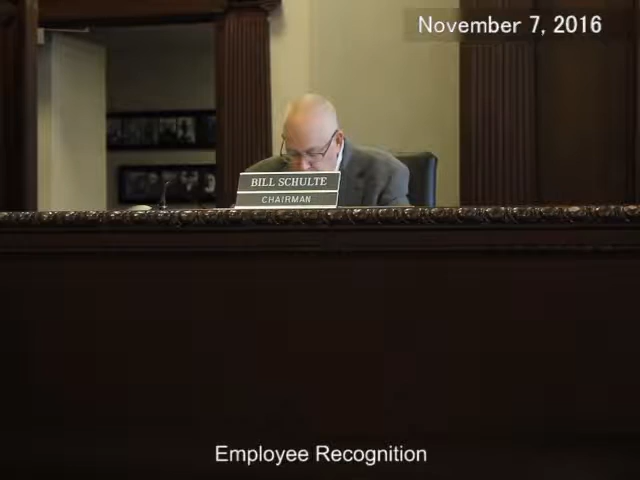 November 7, 2016
BILL SCHULTE
CHAIRMAN
Employee Recognition